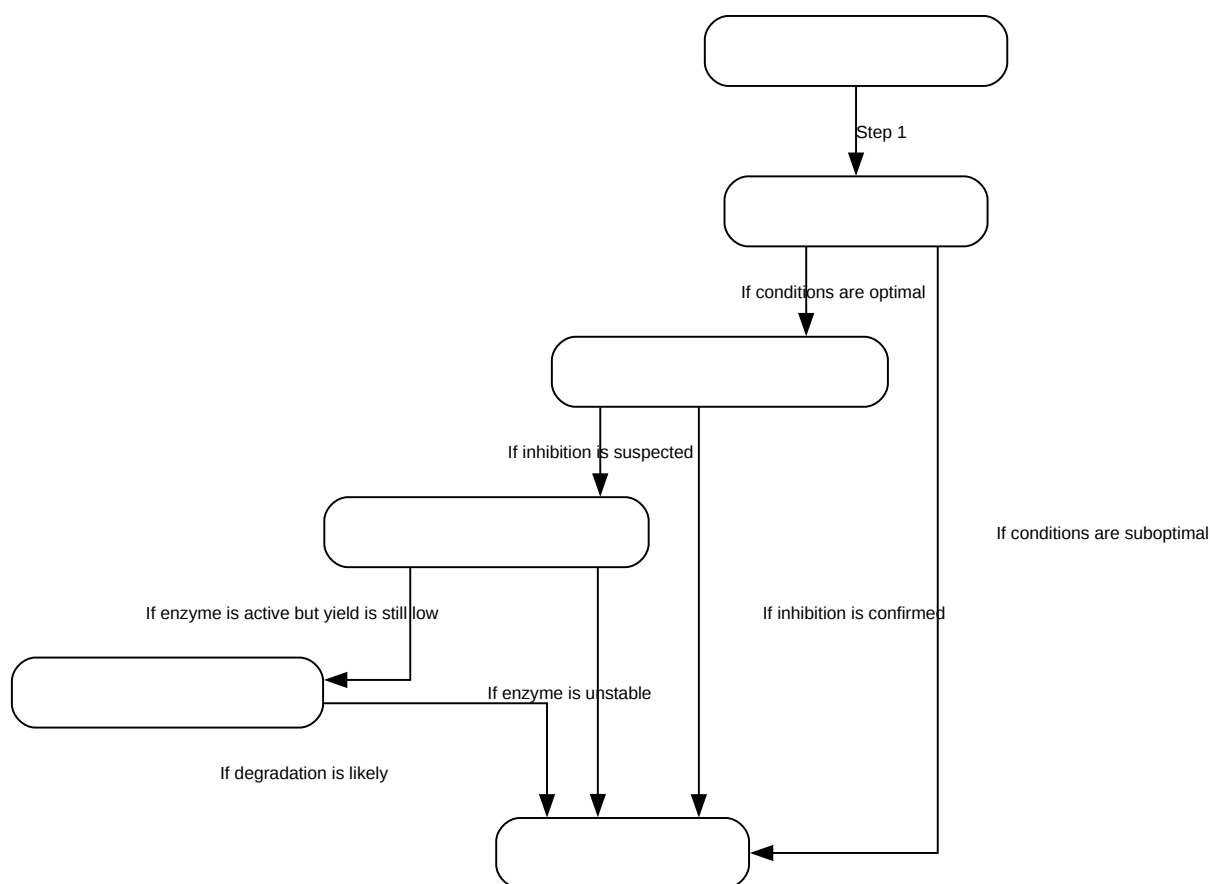 Step 1
If conditions are optimal
If inhibition is suspected
If conditions are suboptimal
If enzyme is active but yield is still low
If inhibition is confirmed
If enzyme is unstable
If degradation is likely